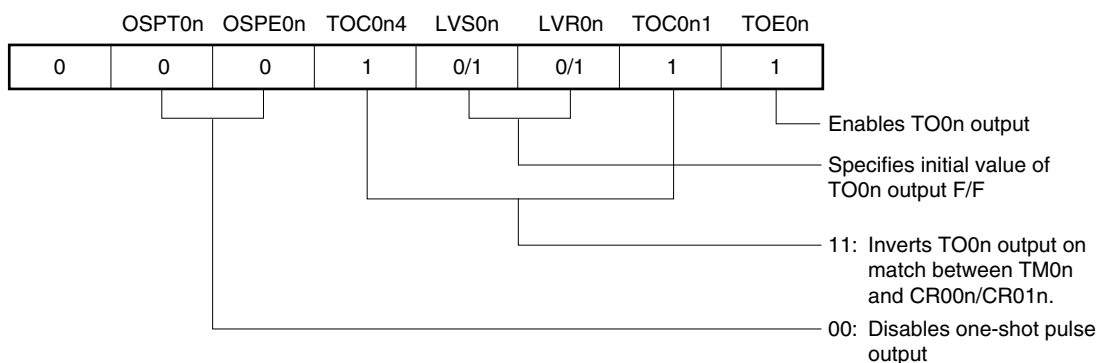 OSPT0n OSPE0n TOC0n4 LVS0n LVR0n TOC0n1 TOE0n
0 0 0 1 0/1 0/1 1 1
Enables TO0n output
Specifies initial value of
TO0n output F/F
11: Inverts TO0n output on
match between TM0n
and CR00n/CR01n.
00: Disables one-shot pulse
output